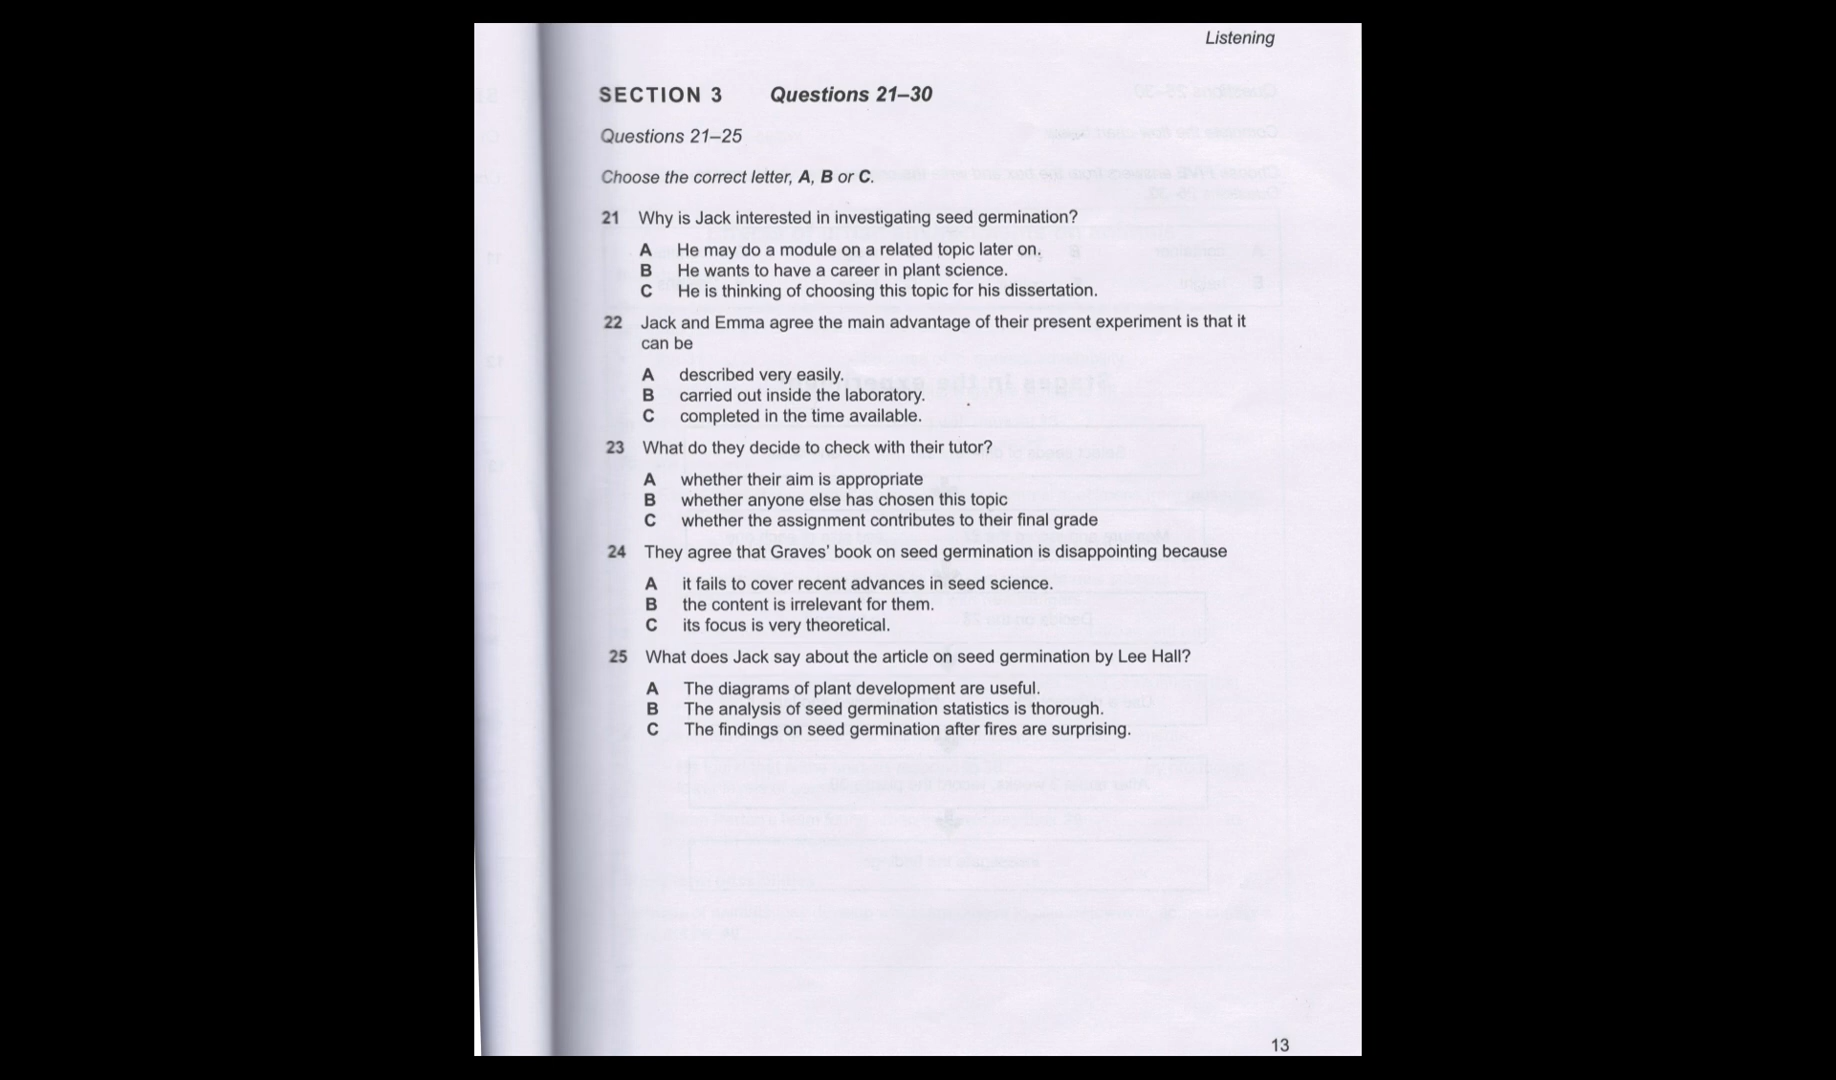 Listening
SECTION 3 Questions 21–30
Questions 21–25
Choose the correct letter, A, B or C.
21 Why is Jack interested in investigating seed germination?
A He may do a module on a related topic later on.
B He wants to have a career in plant science.
C He is thinking of choosing this topic for his dissertation.
22 Jack and Emma agree the main advantage of their present experiment is that it
can be
A described very easily.
B carried out inside the laboratory.
C completed in the time available.
23 What do they decide to check with their tutor?
A whether their aim is appropriate
B whether anyone else has chosen this topic
C whether the assignment contributes to their final grade
24 They agree that Graves' book on seed germination is disappointing because
A it fails to cover recent advances in seed science.
B the content is irrelevant for them.
C its focus is very theoretical.
25 What does Jack say about the article on seed germination by Lee Hall?
A The diagrams of plant development are useful.
B The analysis of seed germination statistics is thorough.
C The findings on seed germination after fires are surprising.
13